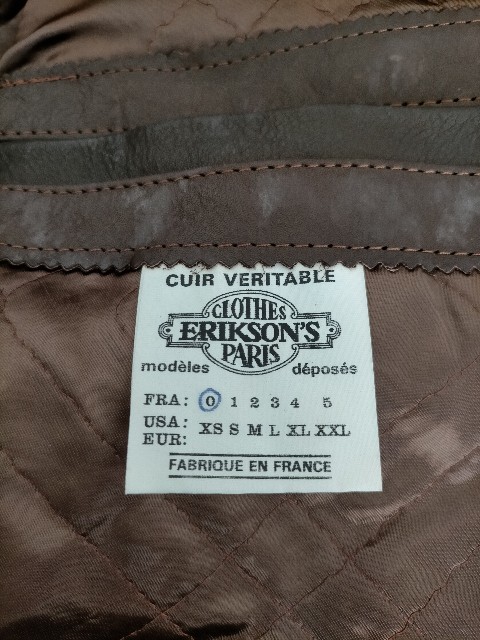 CUIR VERITABLE
CLOTHES
ERIKSON'S
PARIS
modèles déposés
FRA: 0 1 2 3 4 5
USA:
EUR: XS S M L XL XXL
FABRIQUE EN FRANCE